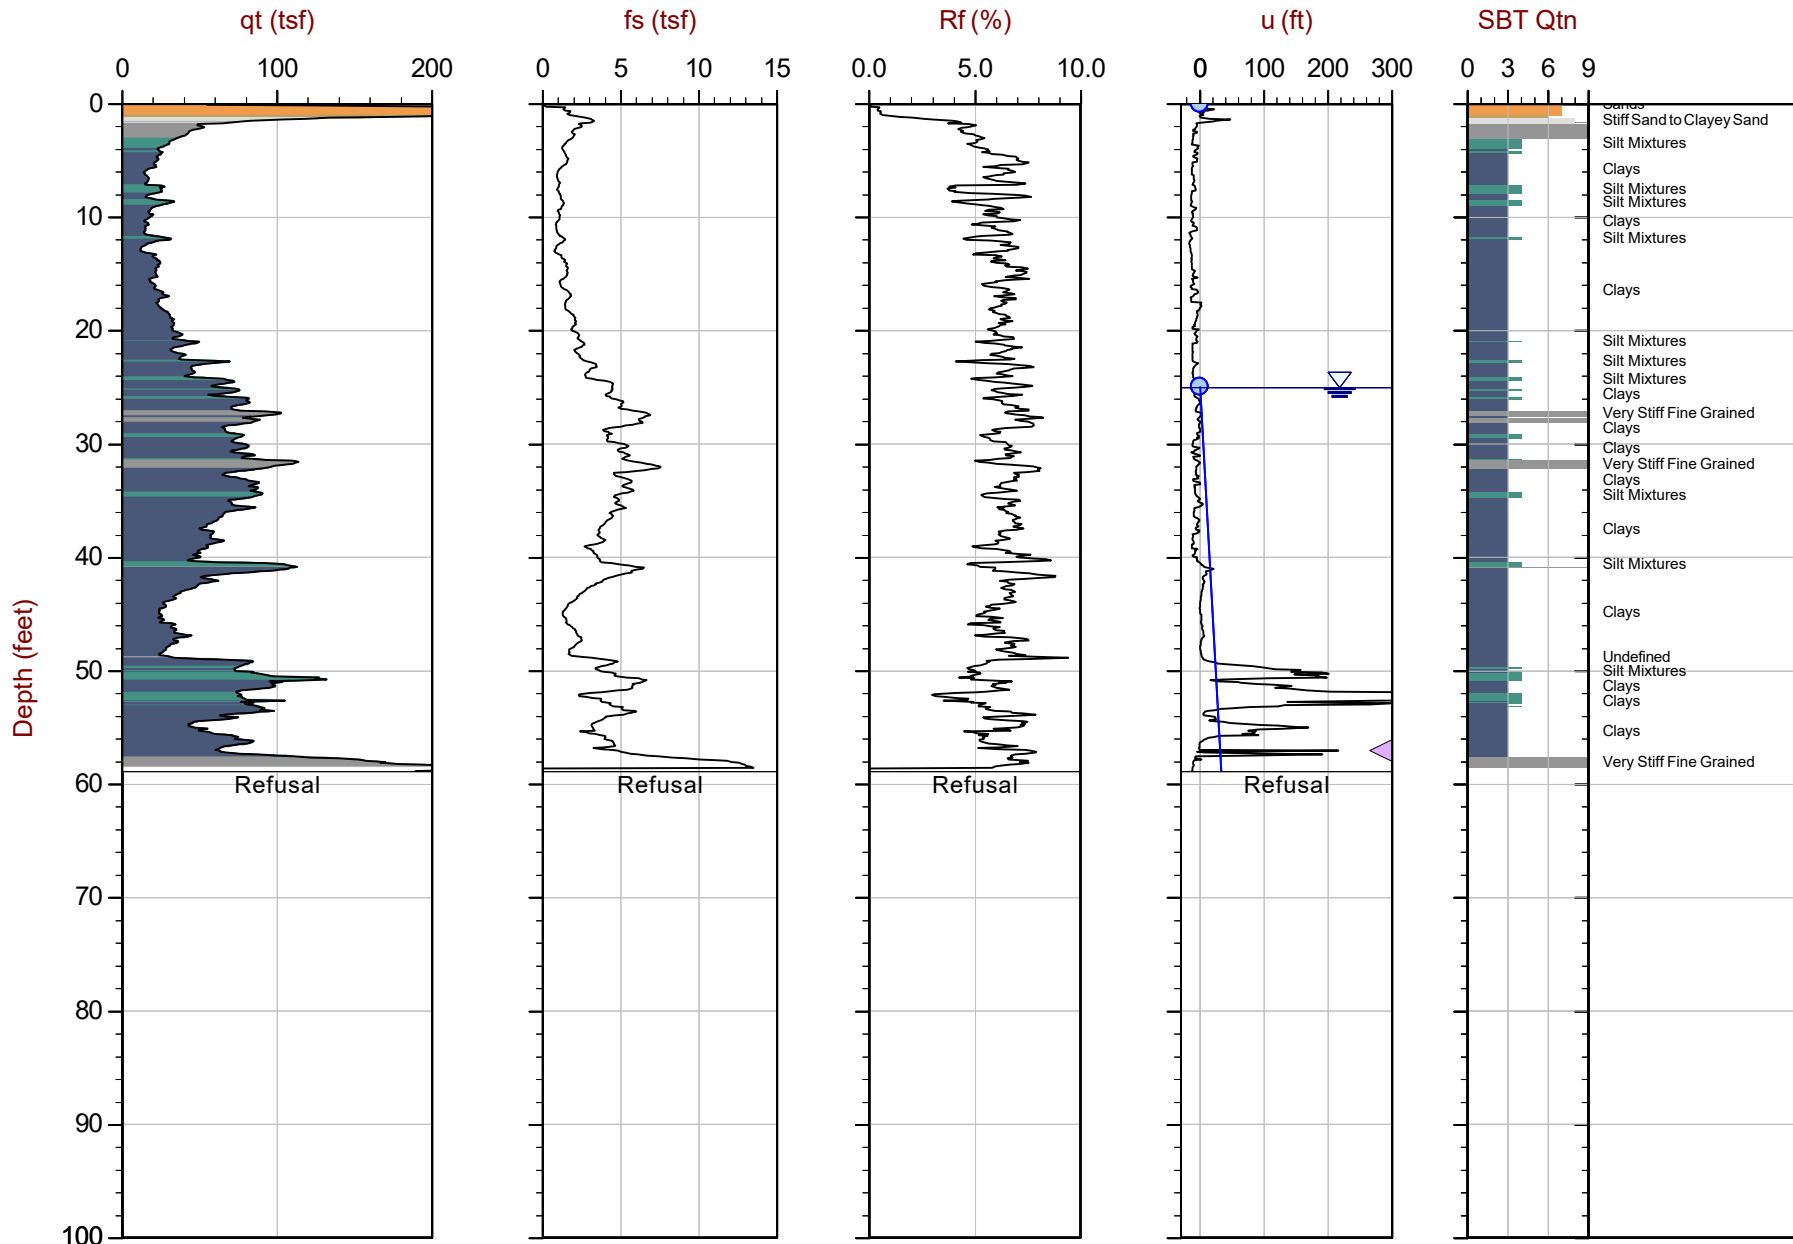 qt (tsf) fs (tsf) Rf (%) u (ft) SBT Qtn
0 100 200 0 5 10 15 0.0 5.0 10.0 0 100 200 300 0 3 6 9
0
Sands
Stiff Sand to Clayey Sand
Silt Mixtures
Clays
Silt Mixtures
Silt Mixtures
10
Clays
Silt Mixtures
Clays
20
Silt Mixtures
Silt Mixtures
Silt Mixtures
Clays
Very Stiff Fine Grained
Clays
30
Clays
Very Stiff Fine Grained
Clays
Silt Mixtures
Clays
40
Silt Mixtures
Clays
Undefined
50
Silt Mixtures
Clays
Clays
Clays
Very Stiff Fine Grained
60
Refusal Refusal Refusal Refusal
70
80
90
100
Depth (feet)